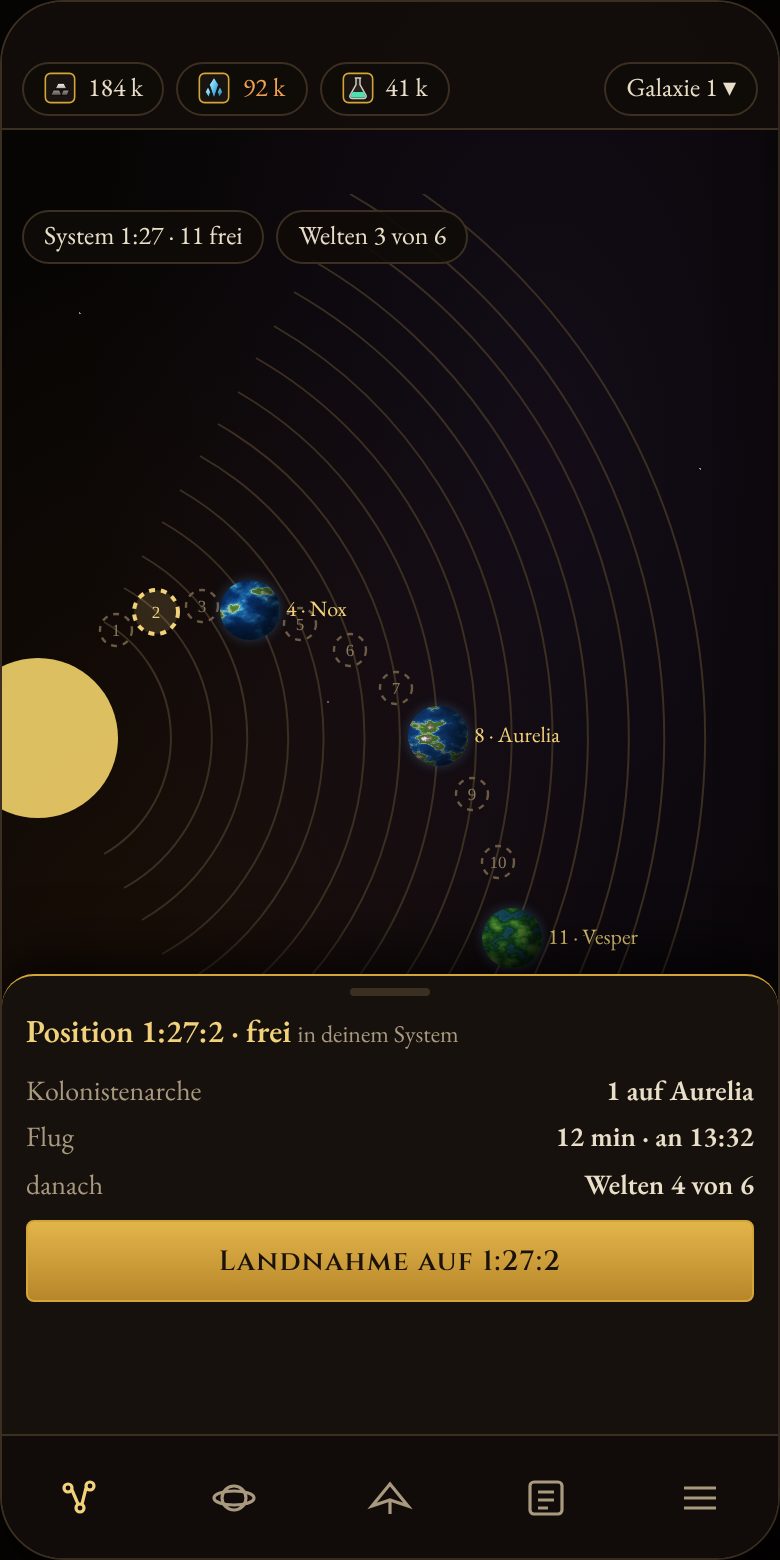 184 k 92 k 41 k Galaxie 1 ▼
System 1:27 · 11 frei Welten 3 von 6
1
2
3
4 · Nox
5
6
7
8 · Aurelia
9
10
11 · Vesper
Position 1:27:2 · frei in deinem System
Kolonistenarche 1 auf Aurelia
Flug 12 min · an 13:32
danach Welten 4 von 6
Landnahme auf 1:27:2